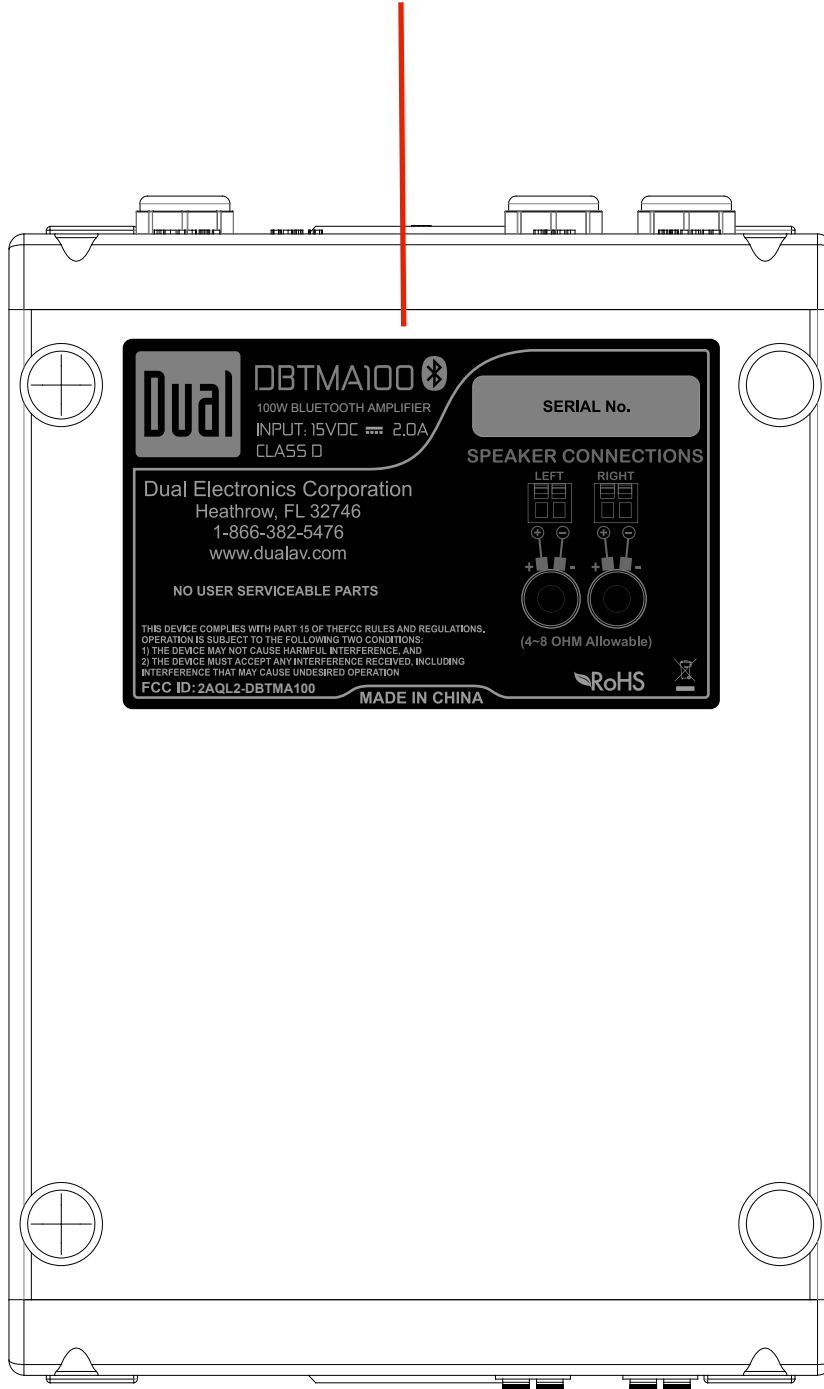 Dual
DBTMA100
100W BLUETOOTH AMPLIFIER
INPUT: 15VDC ⎓ 2.0A
CLASS D
SERIAL No.
SPEAKER CONNECTIONS
LEFT RIGHT
+ - + -
+ - + -
(4~8 OHM Allowable)
Dual Electronics Corporation
Heathrow, FL 32746
1-866-382-5476
www.dualav.com
NO USER SERVICEABLE PARTS
THIS DEVICE COMPLIES WITH PART 15 OF THEFCC RULES AND REGULATIONS.
OPERATION IS SUBJECT TO THE FOLLOWING TWO CONDITIONS:
1) THE DEVICE MAY NOT CAUSE HARMFUL INTERFERENCE, AND
2) THE DEVICE MUST ACCEPT ANY INTERFERENCE RECEIVED, INCLUDING
INTERFERENCE THAT MAY CAUSE UNDESIRED OPERATION
FCC ID: 2AQL2-DBTMA100
MADE IN CHINA
RoHS